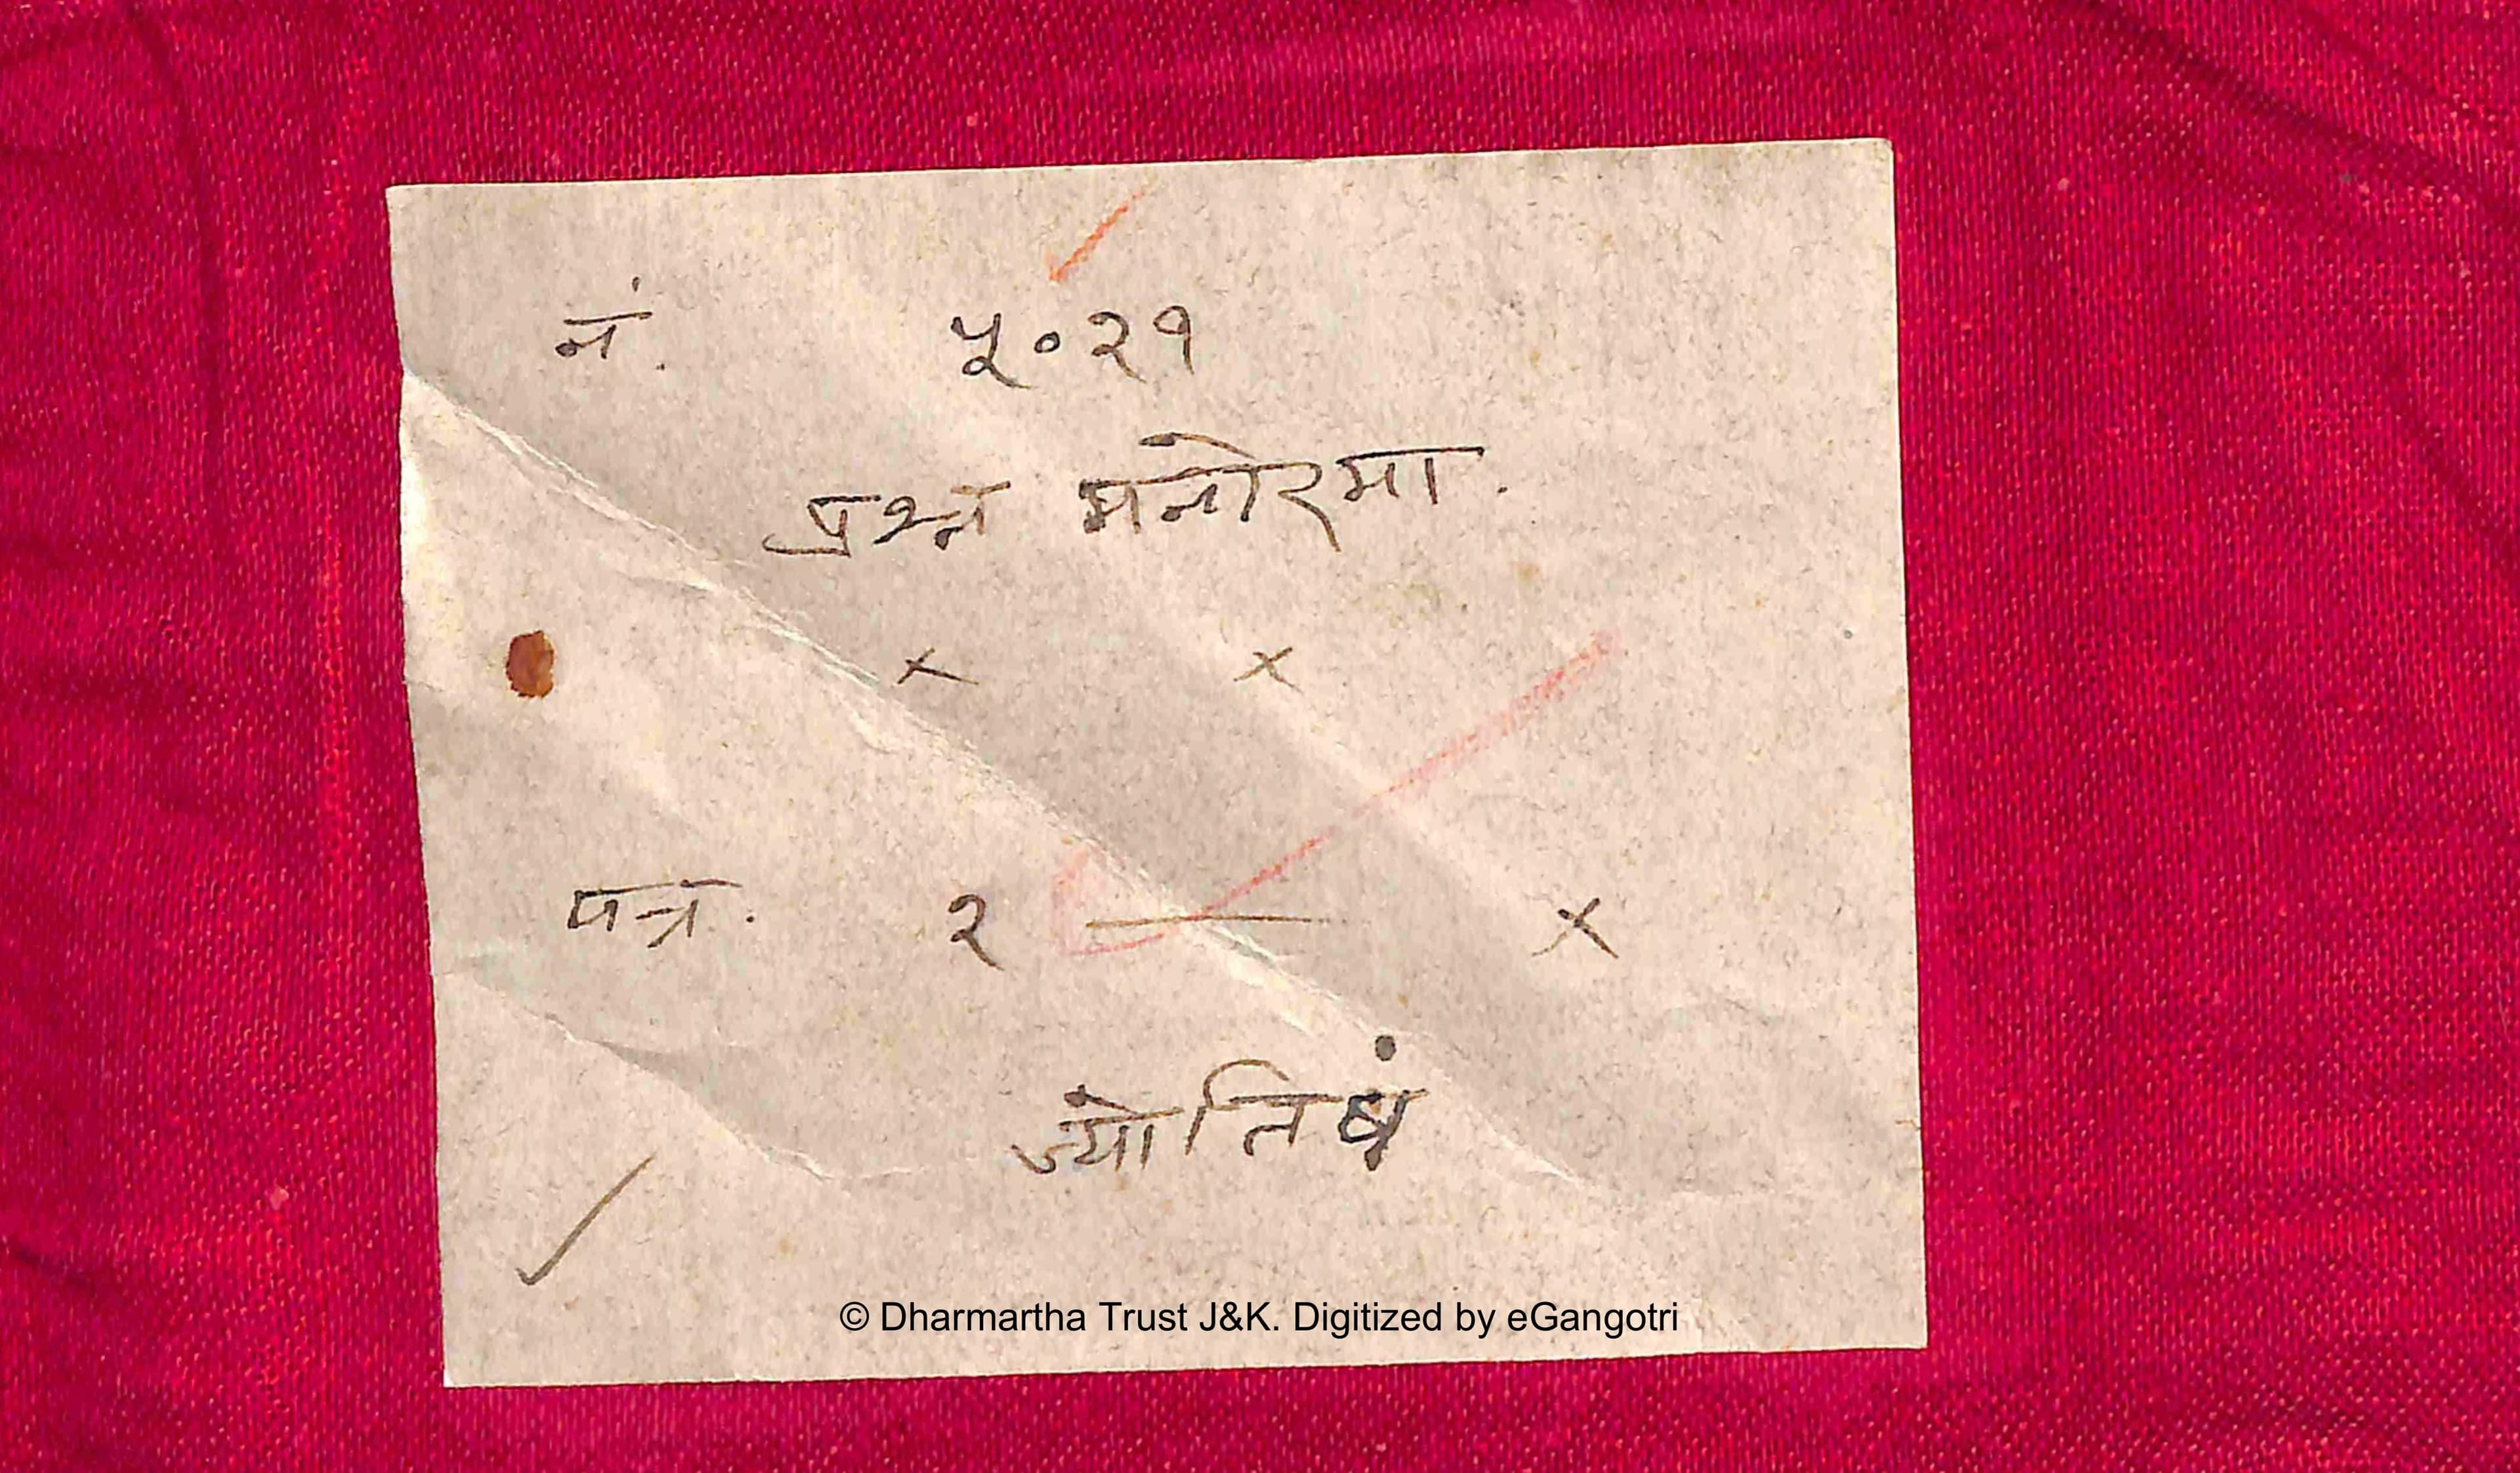 नं. ५०२१
प्रश्न मनोरमा.
× ×
पत्र. २ — ×
ज्योतिषं
© Dharmartha Trust J&K. Digitized by eGangotri